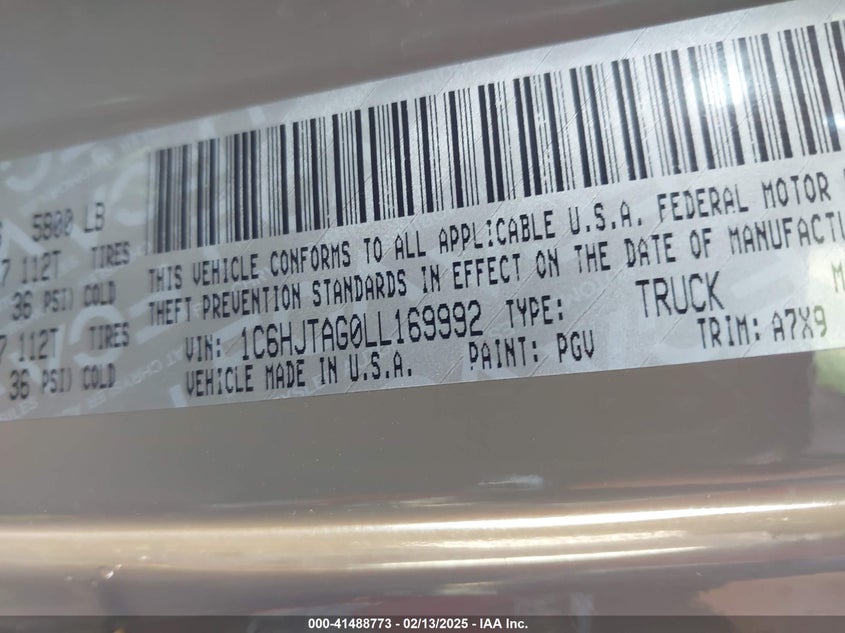 5800 LB
112T TIRES
36 PSI) COLD
112T TIRES
36 PSI) COLD
THIS VEHICLE CONFORMS TO ALL APPLICABLE U.S.A. FEDERAL MOTOR
THEFT PREVENTION STANDARDS IN EFFECT ON THE DATE OF MANUFACTU
VIN: 1C6HJTAG0LL169992 TYPE: TRUCK
VEHICLE MADE IN U.S.A. PAINT: PGV TRIM: A7X9
000-41488773 - 02/13/2025 - IAA Inc.